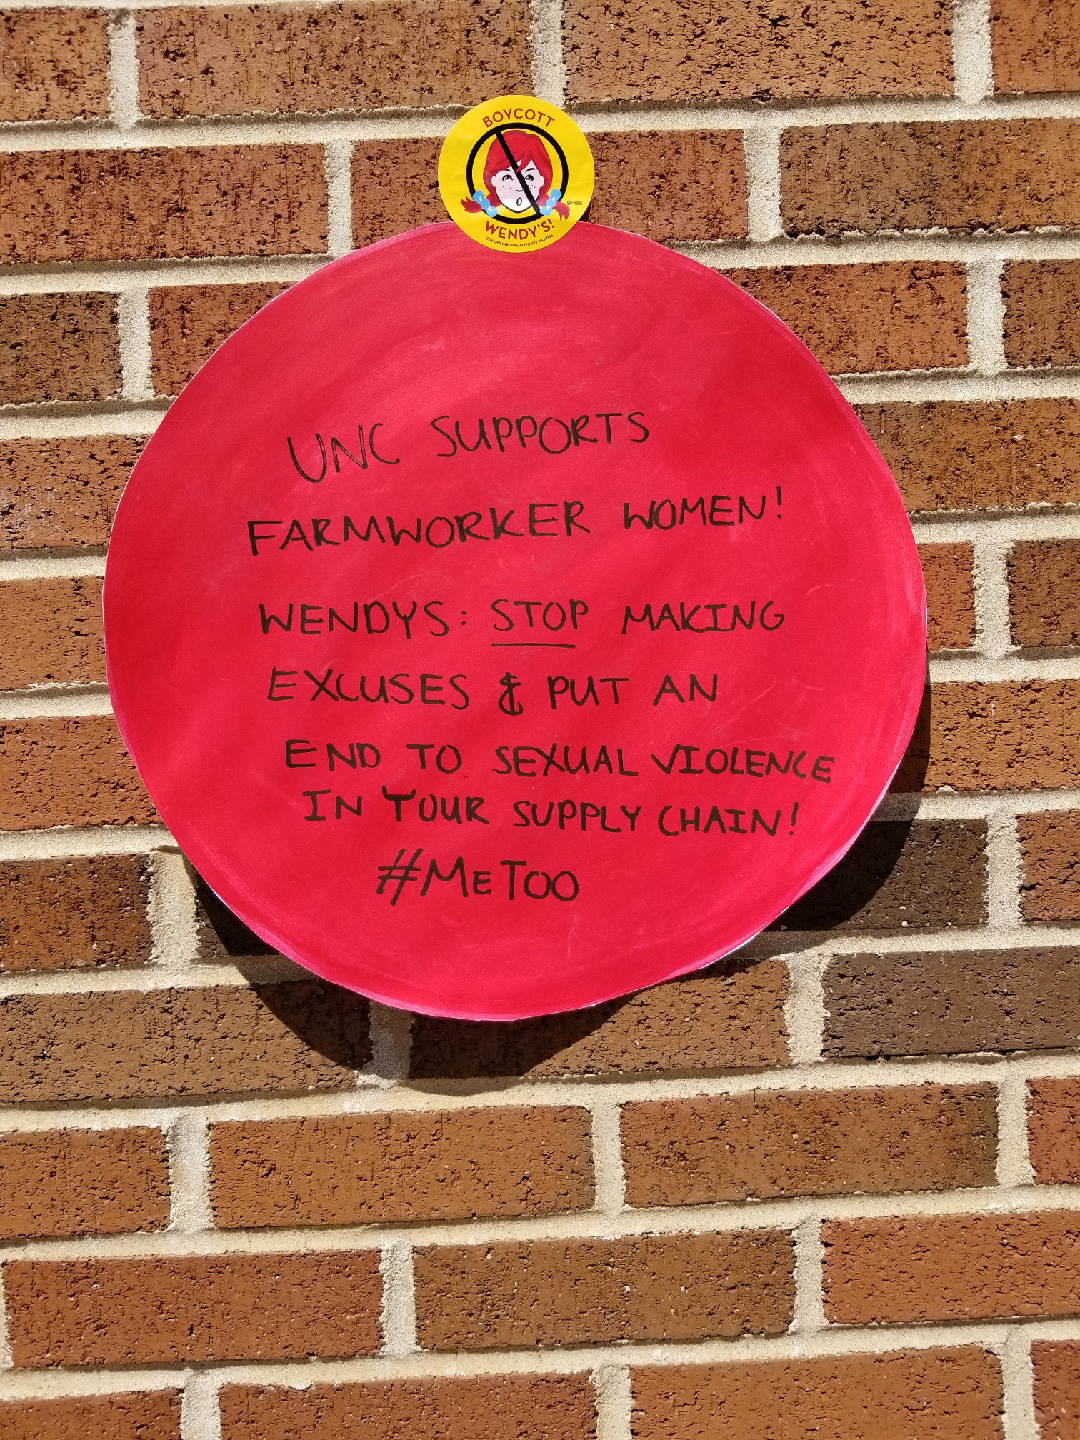 BOYCOTT
WENDY'S!
UNC SUPPORTS
FARMWORKER WOMEN!
WENDYS: STOP MAKING
EXCUSES & PUT AN
END TO SEXUAL VIOLENCE
IN YOUR SUPPLY CHAIN!
#MeToo